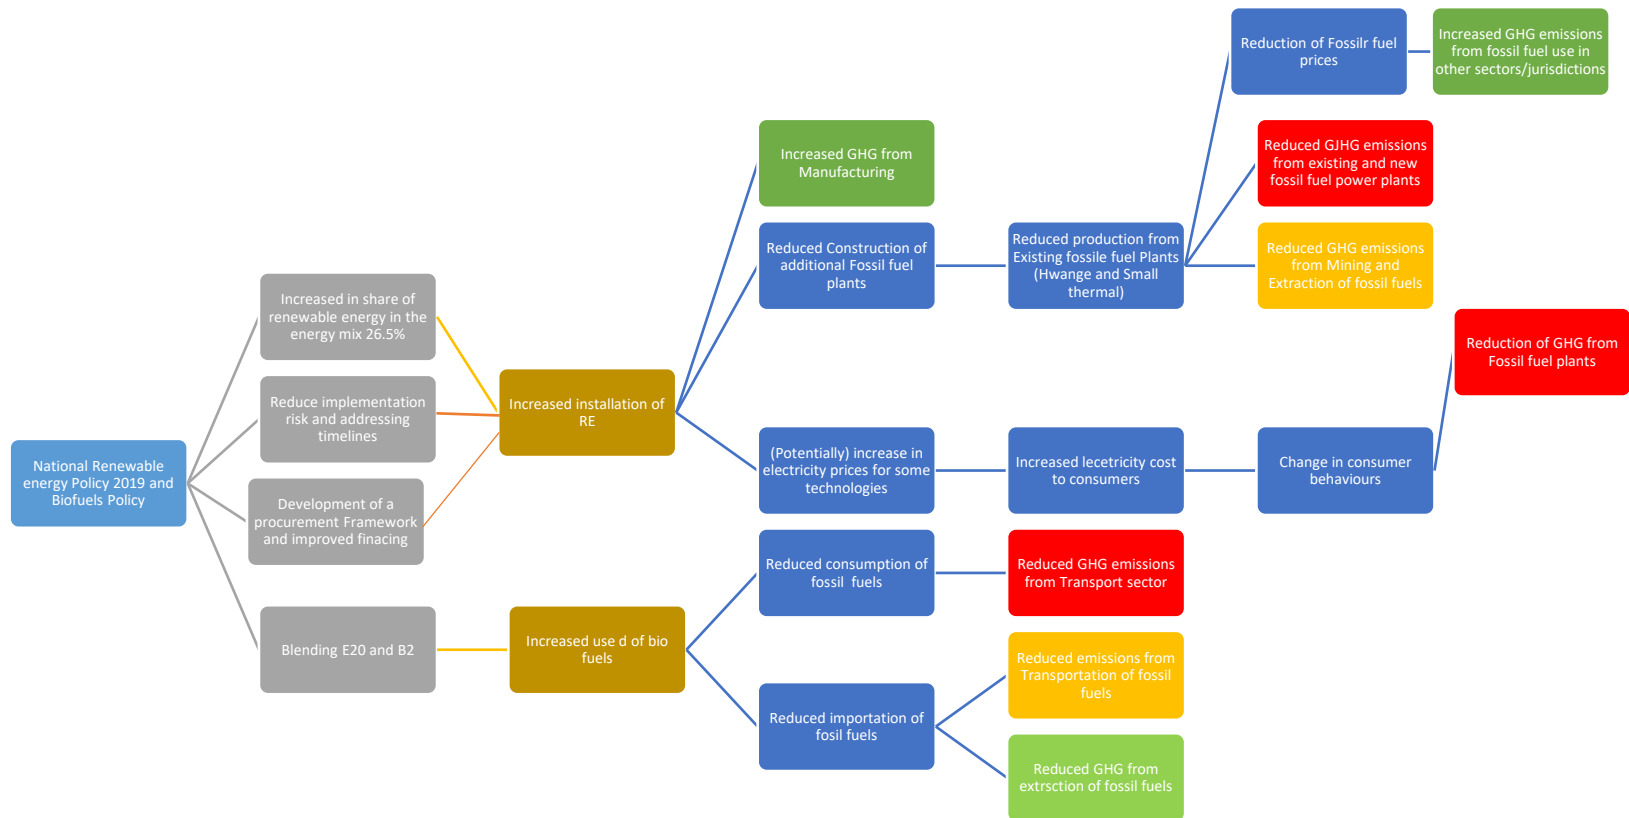 National Renewable
energy Policy 2019 and
Biofuels Policy
Increased in share of
renewable energy in the
energy mix 26.5%
Reduce implementation
risk and addressing
timelines
Development of a
procurement Framework
and improved finacing
Blending E20 and B2
Increased installation of
RE
Increased use d of bio
fuels
Increased GHG from
Manufacturing
Reduced Construction of
additional Fossil fuel
plants
(Potentially) increase in
electricity prices for some
technologies
Reduced consumption of
fossil fuels
Reduced importation of
fosil fuels
Reduced production from
Existing fossile fuel Plants
(Hwange and Small
thermal)
Increased lecetricity cost
to consumers
Reduced GHG emissions
from Transport sector
Reduced emissions from
Transportation of fossil
fuels
Reduced GHG from
extrsction of fossil fuels
Reduction of Fossilr fuel
prices
Reduced GJHG emissions
from existing and new
fossil fuel power plants
Reduced GHG emissions
from Mining and
Extraction of fossil fuels
Change in consumer
behaviours
Increased GHG emissions
from fossil fuel use in
other sectors/jurisdictions
Reduction of GHG from
Fossil fuel plants